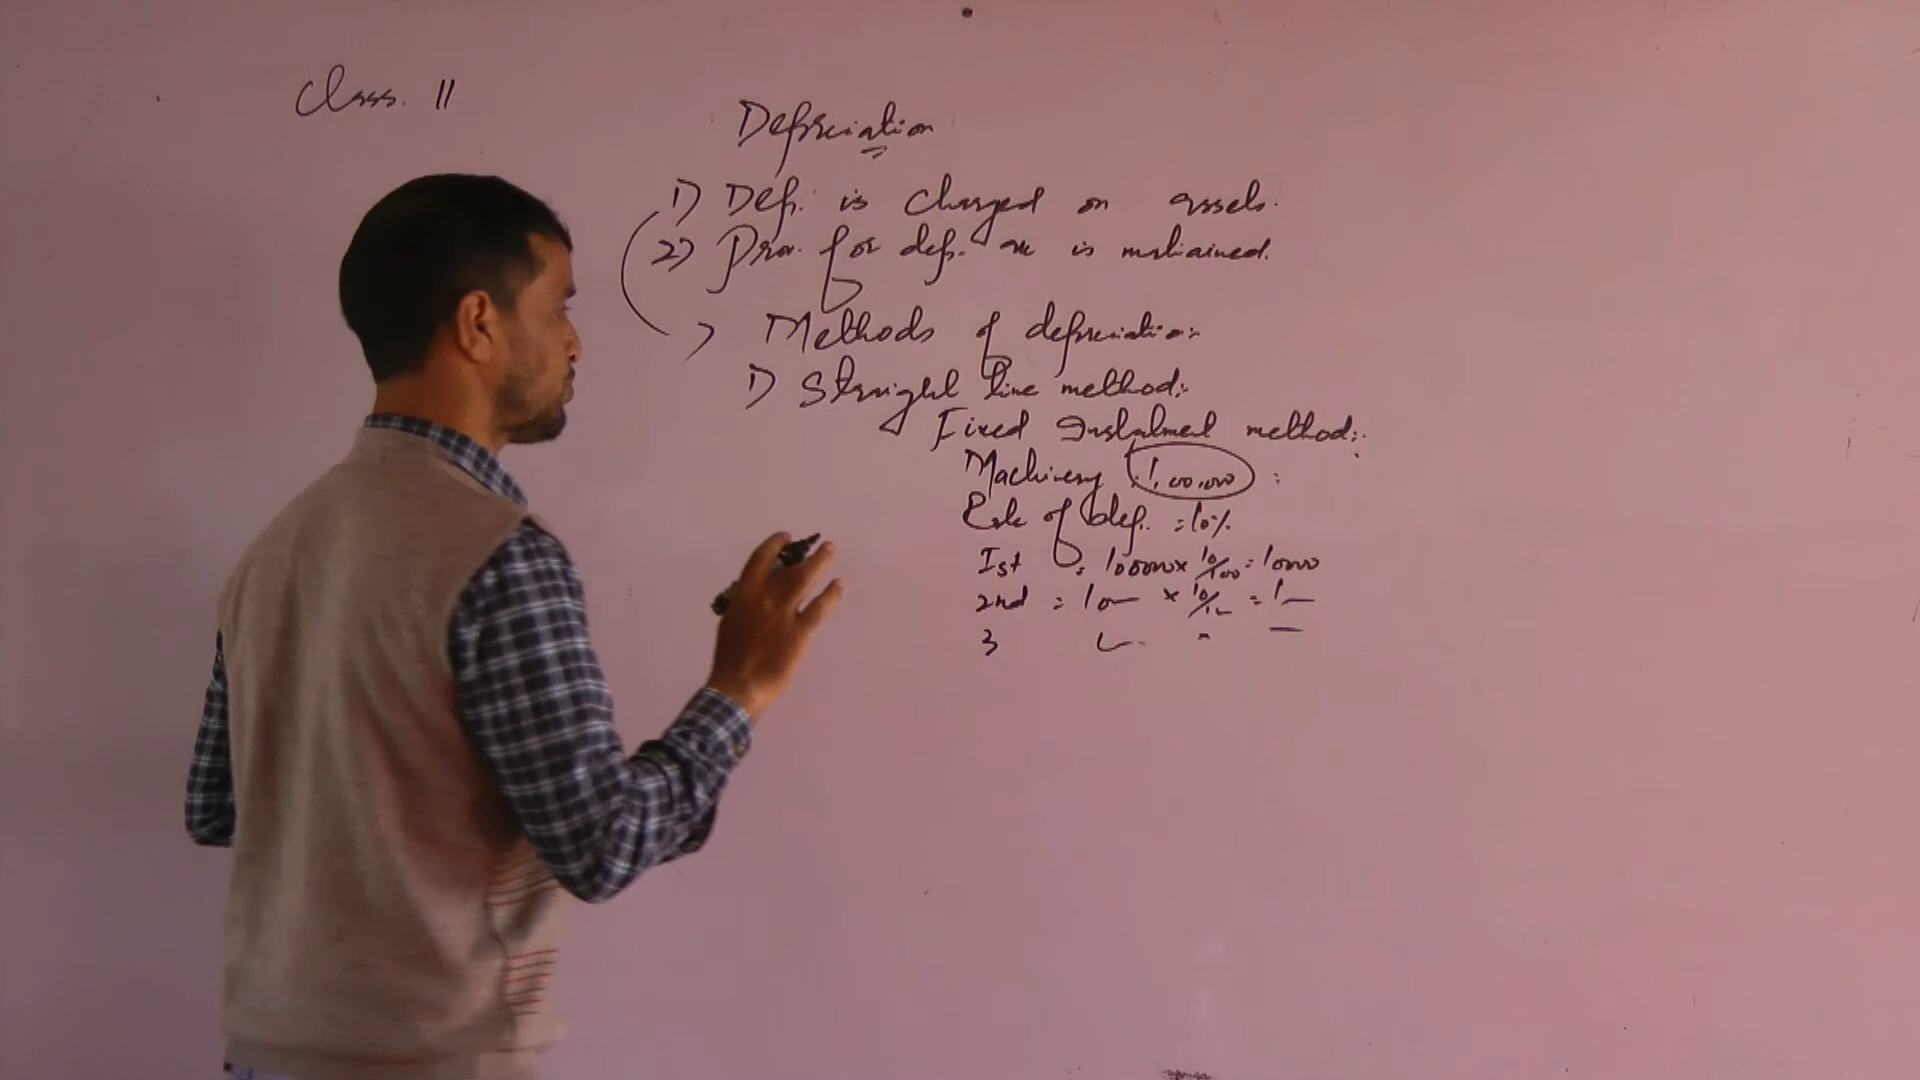 Class. 11
Depreciation
1) Dep. is charged on assets.
2) Prov. for dep. a/c is maintained.
Methods of depreciation:
1) Straight line method:
Fixed Instalment method:
Machinery 1,00,000
Rate of Dep. = 10%
Ist = 100000 x 10/100 = 10000
2nd = 10 x 10/ = 1
3